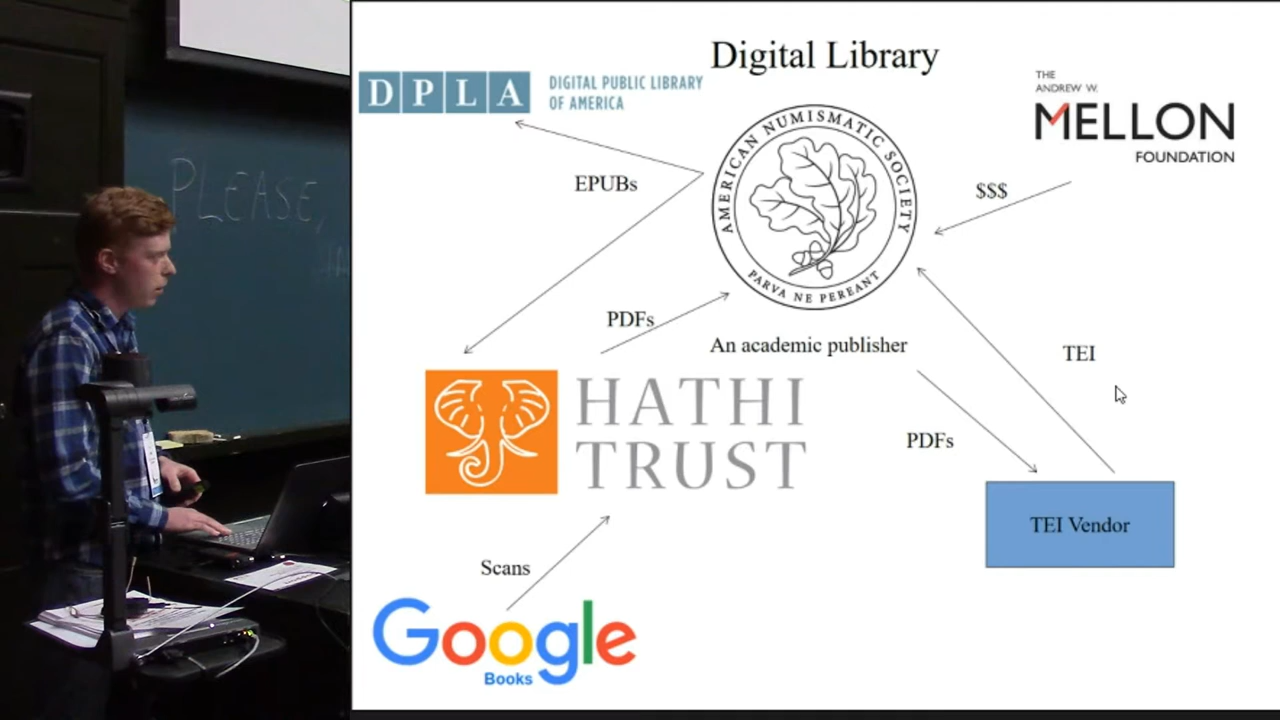 Digital Library
DPLA
DIGITAL PUBLIC LIBRARY
OF AMERICA
THE
ANDREW W.
MELLON
FOUNDATION
AMERICAN NUMISMATIC SOCIETY
PARVA NE PEREANT
EPUBs
$$$
PDFs
An academic publisher
TEI
HATHI
TRUST
PDFs
TEI Vendor
Scans
Google
Books
PLEASE,